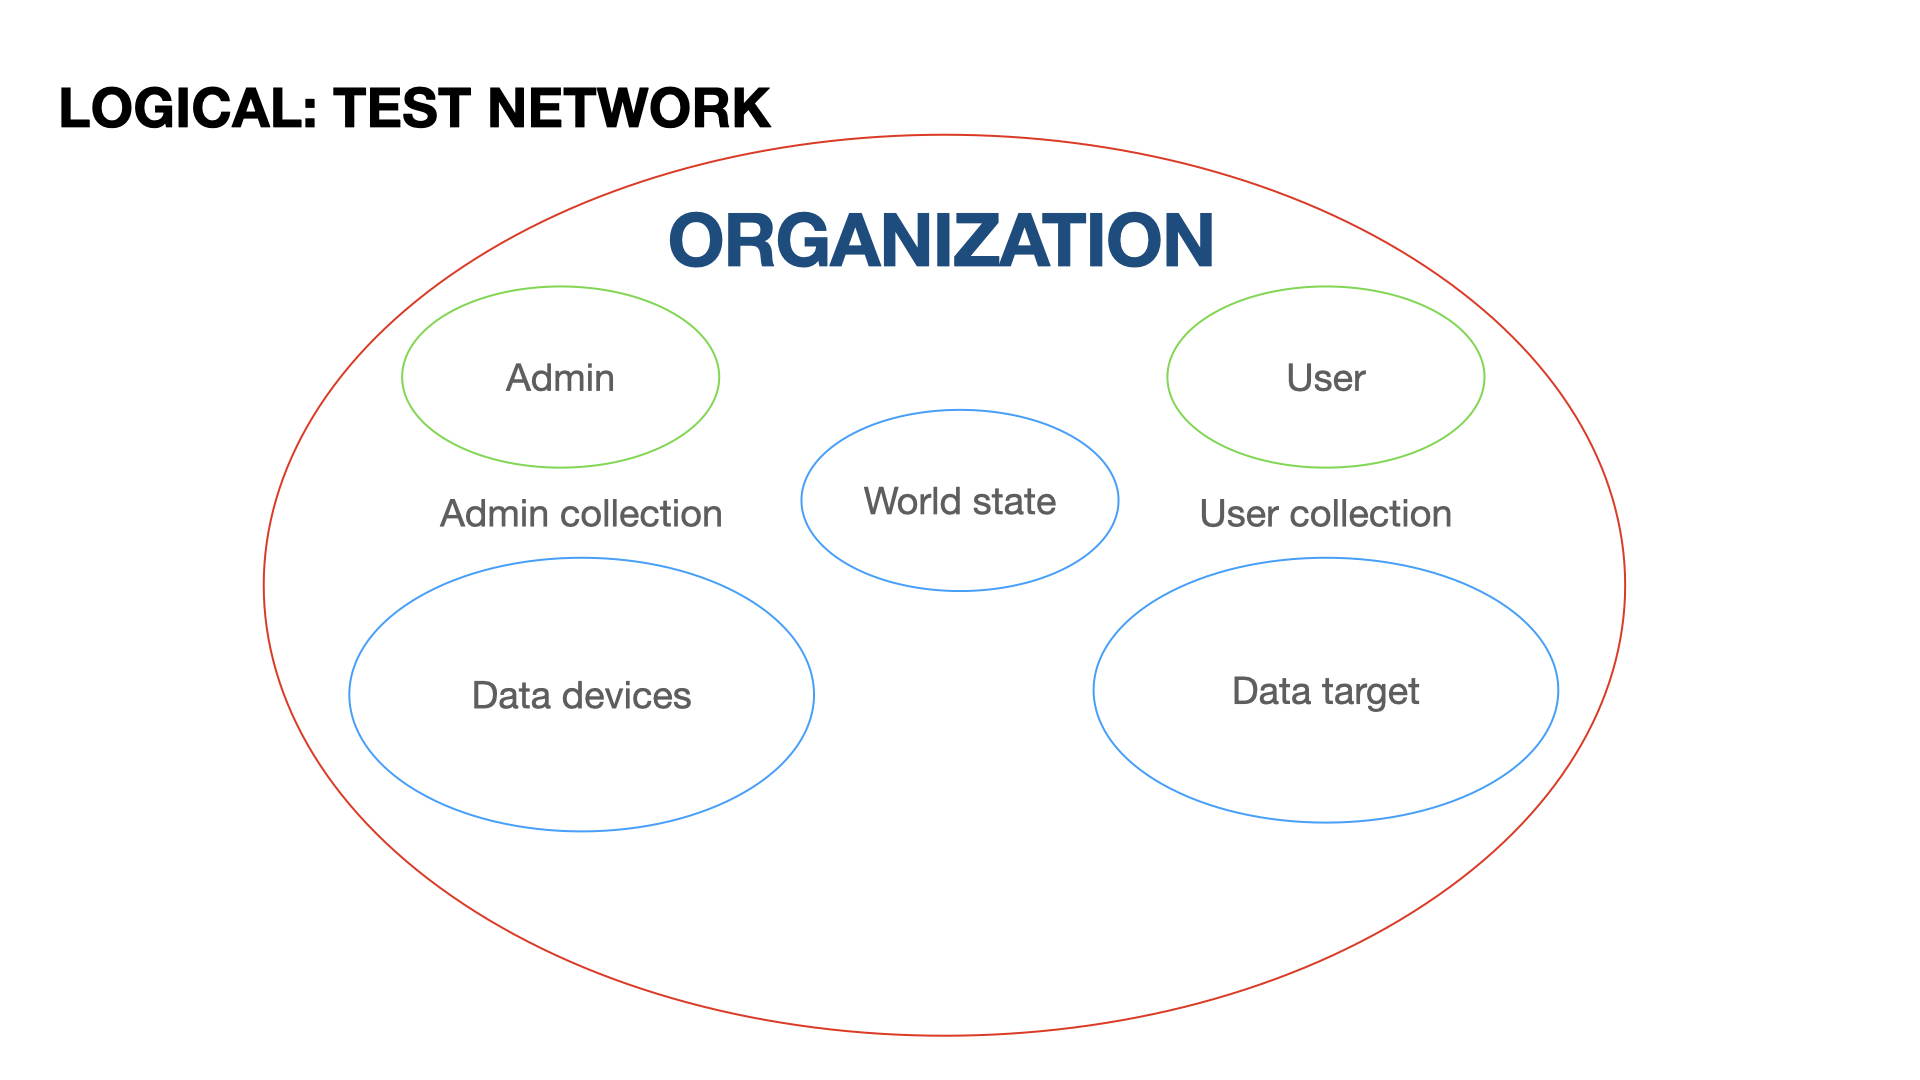 LOGICAL: TEST NETWORK
ORGANIZATION
Admin
User
World state
Admin collection
User collection
Data devices
Data target